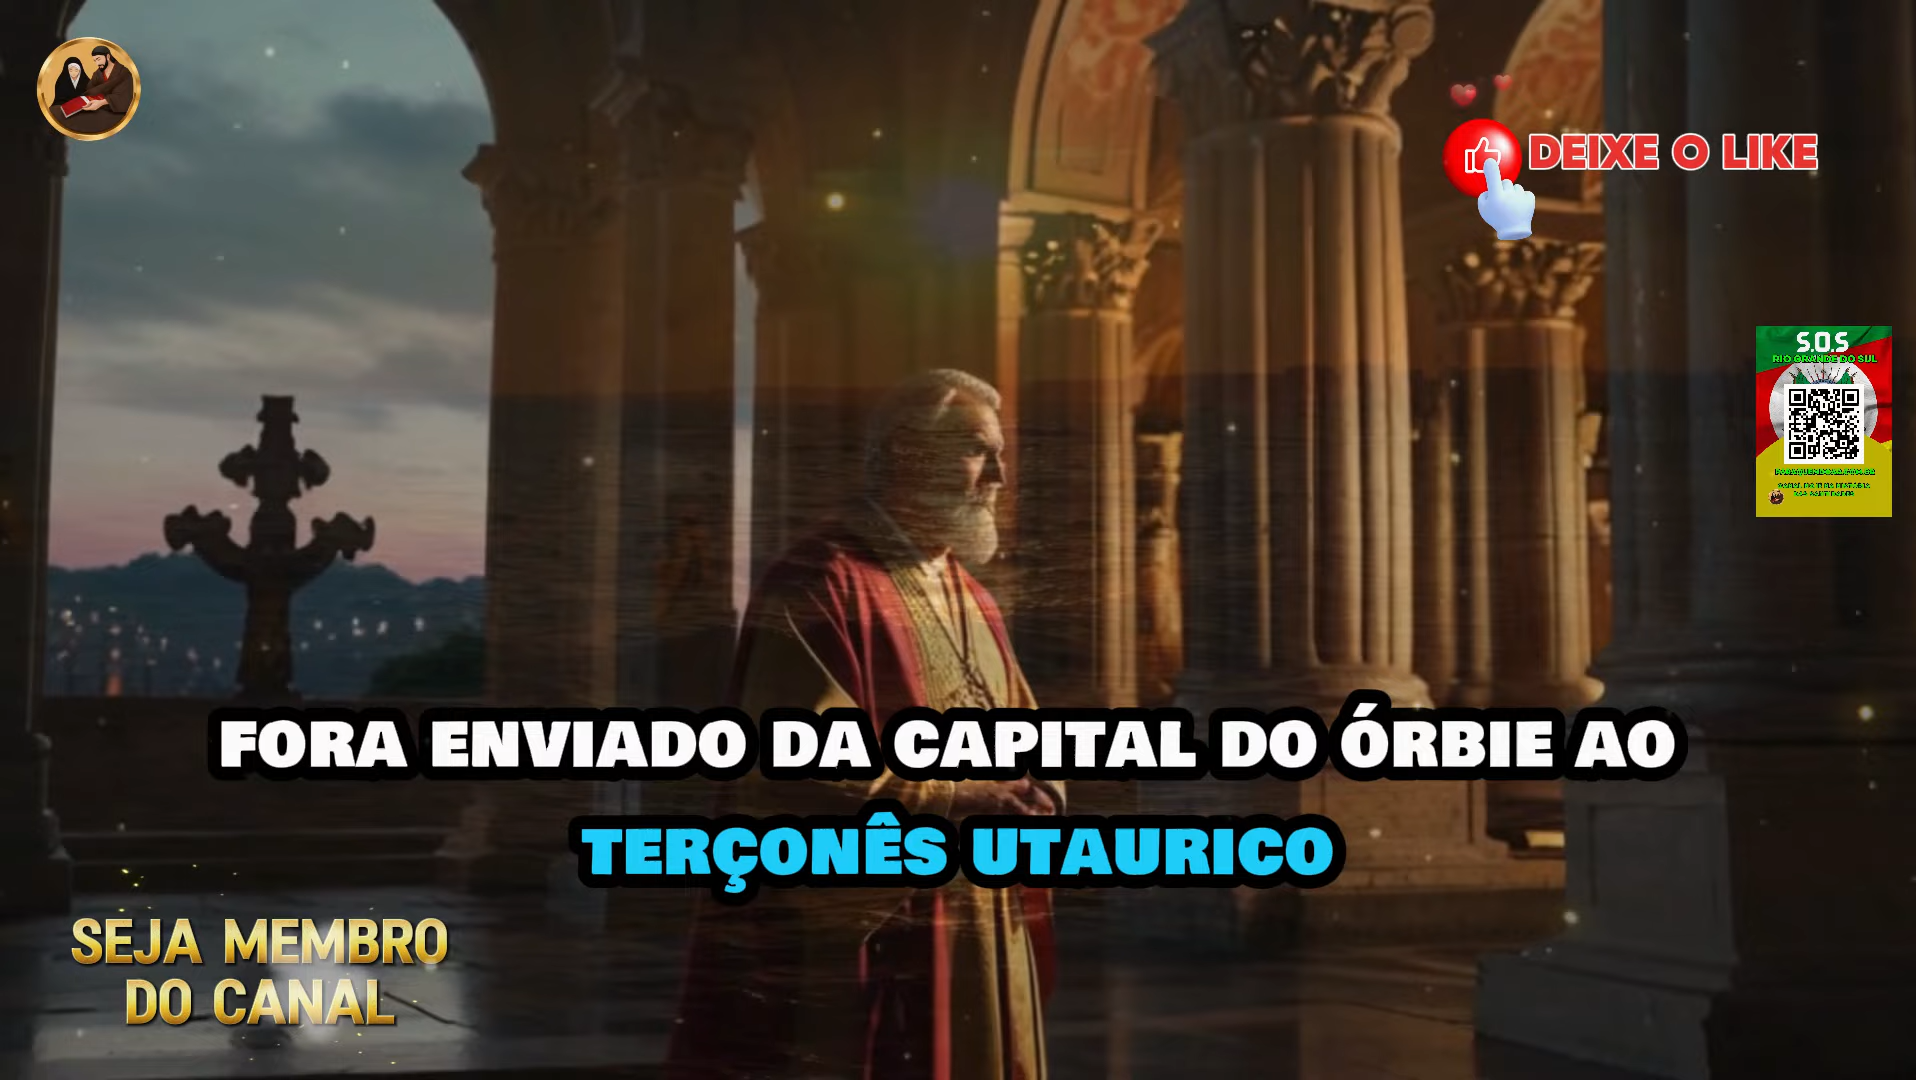 DEIXE O LIKE
S.O.S
RIO GRANDE DO SUL
FORA ENVIADO DA CAPITAL DO ÓRBIE AO
TERÇONÊS UTAURICO
SEJA MEMBRO
DO CANAL